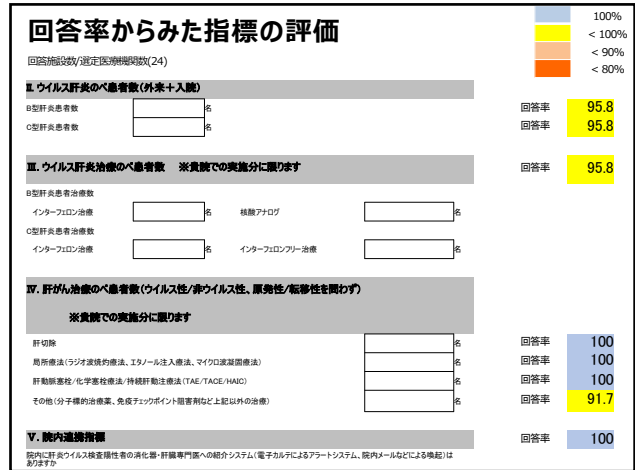 回答率からみた指標の評価
回答施設数/選定医療機関数(24)
100%
< 100%
< 90%
< 80%
Ⅱ. ウイルス肝炎のべ患者数(外来＋入院)
B型肝炎患者数 名 回答率 95.8
C型肝炎患者数 名 回答率 95.8
Ⅲ. ウイルス肝炎治療のべ患者数 ※貴院での実施分に限ります 回答率 95.8
B型肝炎患者治療数
インターフェロン治療 名 核酸アナログ 名
C型肝炎患者治療数
インターフェロン治療 名 インターフェロンフリー治療 名
Ⅳ. 肝がん治療のべ患者数(ウイルス性/非ウイルス性、原発性/転移性を問わず)
※貴院での実施分に限ります
肝切除 名 回答率 100
局所療法(ラジオ波焼灼療法、エタノール注入療法、マイクロ波凝固療法) 名 回答率 100
肝動脈塞栓/化学塞栓療法/持続肝動注療法(TAE/TACE/HAIC) 名 回答率 100
その他(分子標的治療薬、免疫チェックポイント阻害剤など上記以外の治療) 名 回答率 91.7
Ⅴ. 院内連携指標 回答率 100
院内に肝炎ウイルス検査陽性者の消化器・肝臓専門医への紹介システム(電子カルテによるアラートシステム、院内メールなどによる喚起)は
ありますか